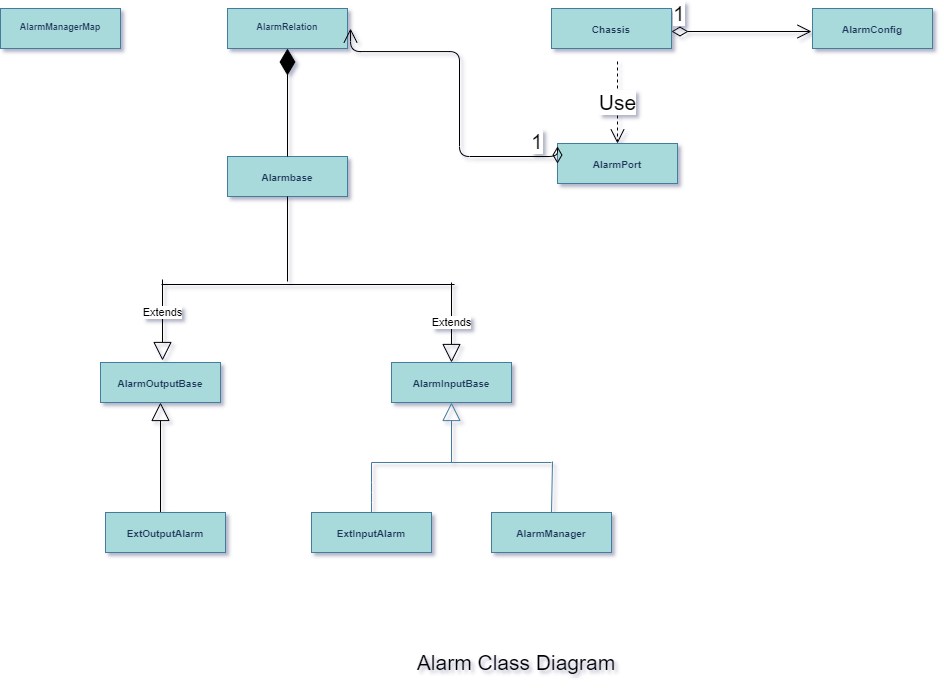 AlarmManagerMap
AlarmRelation
Chassis
1
AlarmConfig
Use
1
AlarmPort
Alarmbase
Extends
Extends
AlarmOutputBase
AlarmInputBase
ExtOutputAlarm
ExtInputAlarm
AlarmManager
Alarm Class Diagram